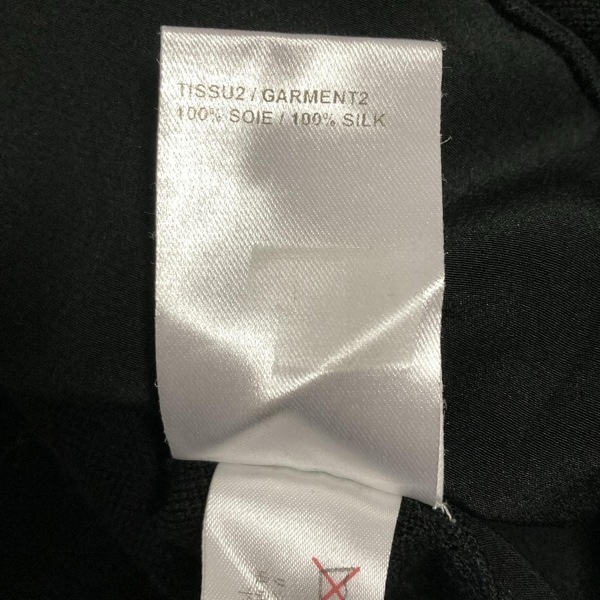 TISSU2 / GARMENT2
100% SOIE / 100% SILK